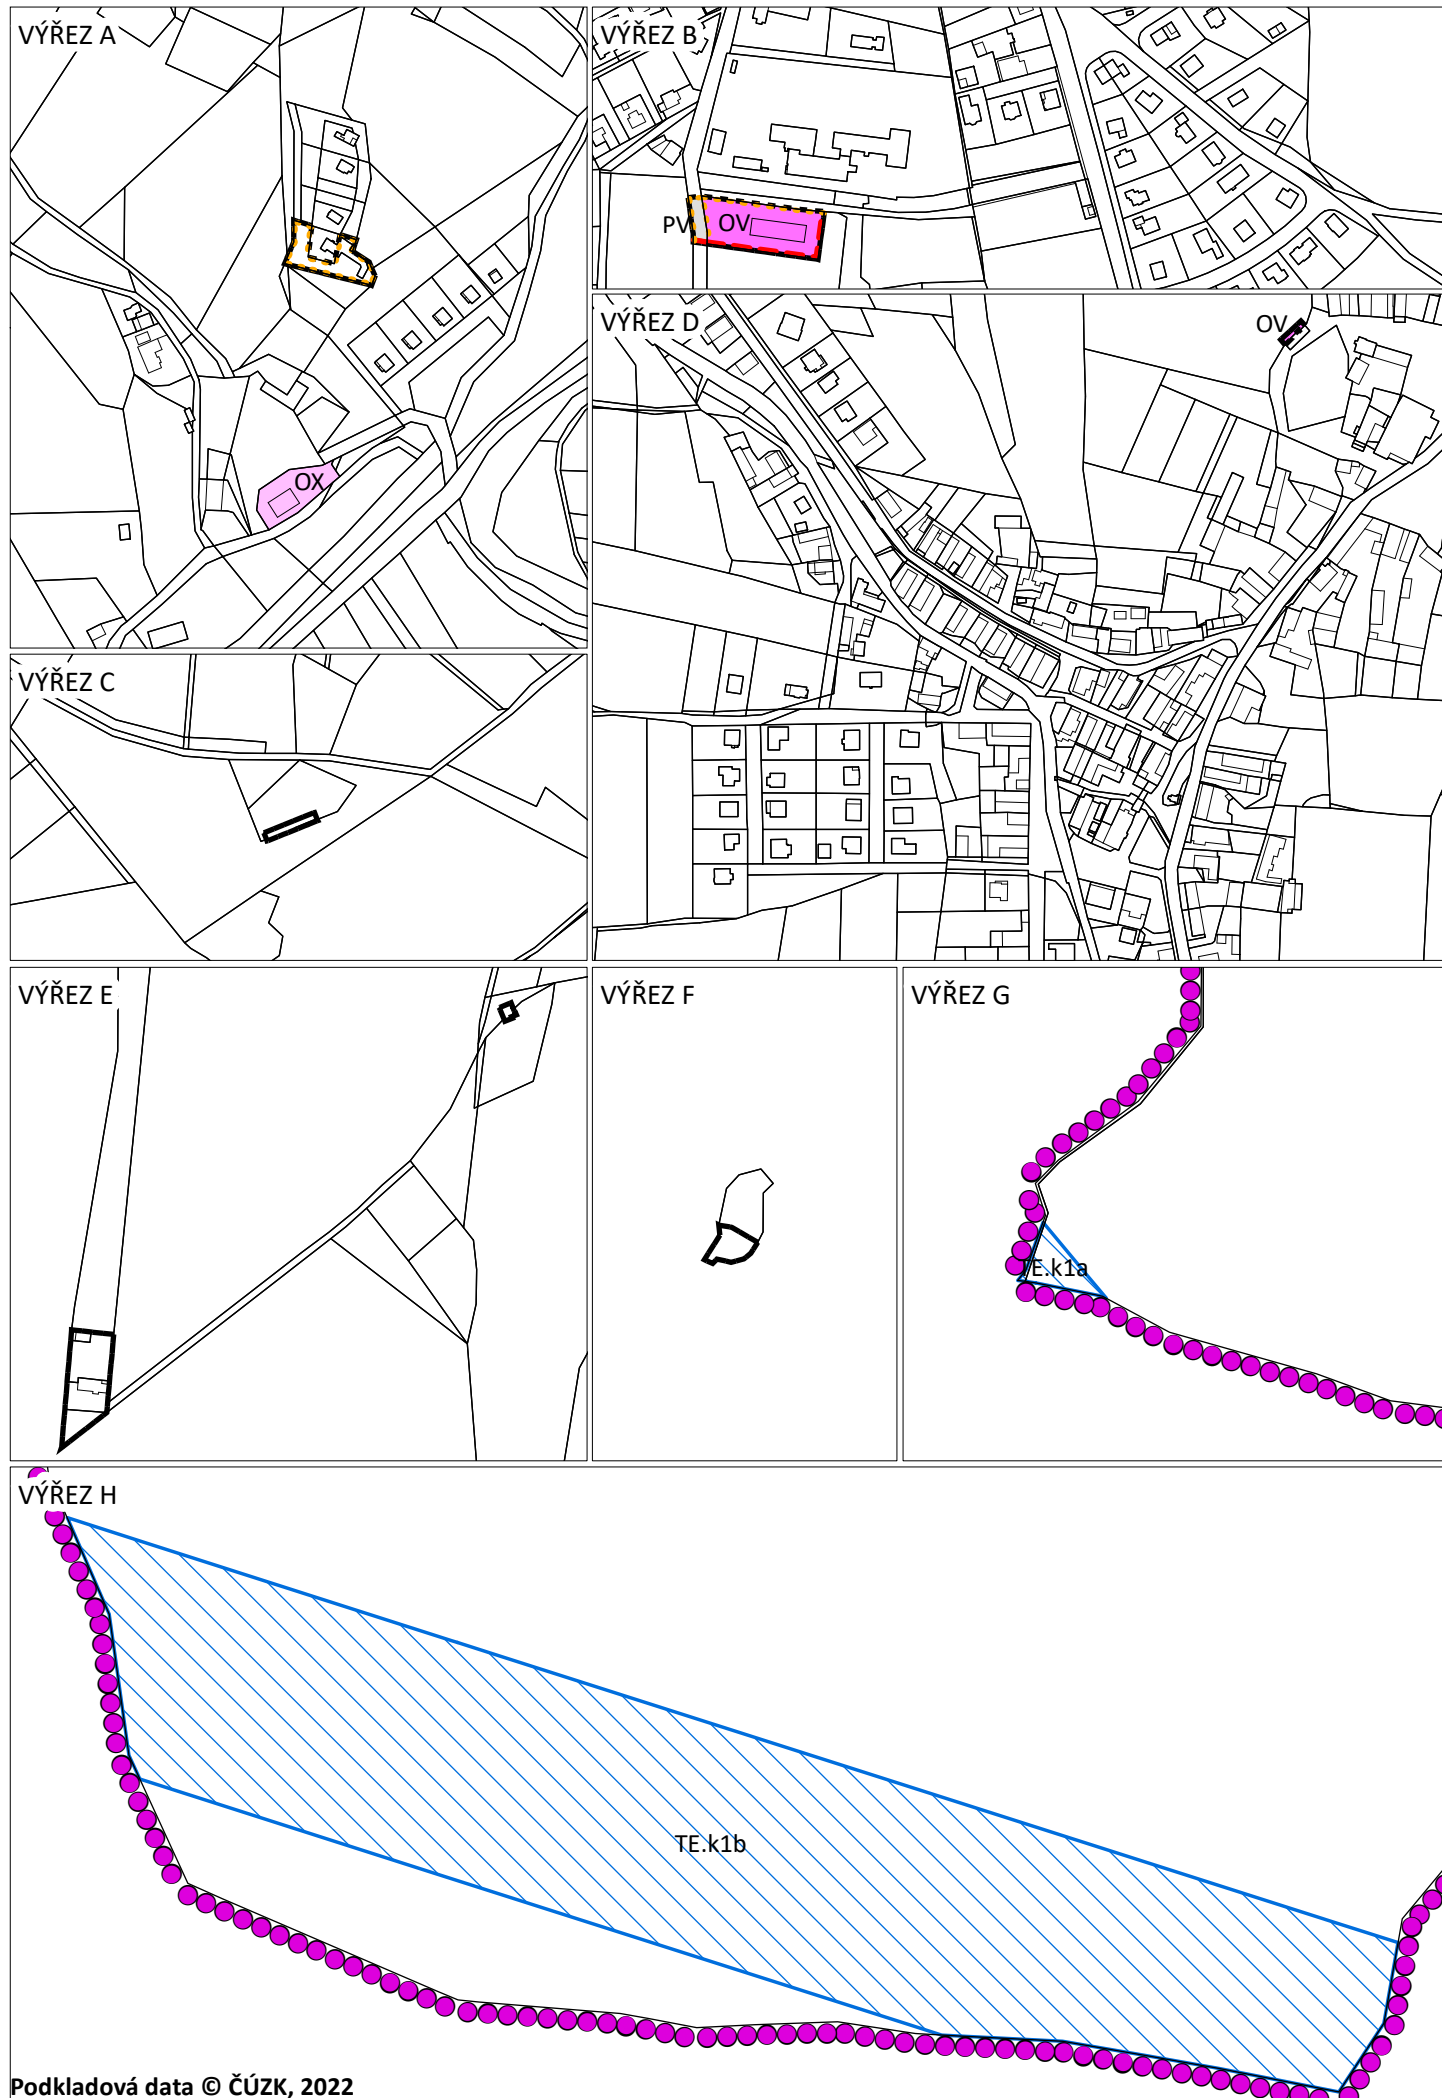 VÝŘEZ A
OX
VÝŘEZ B
PV OV
VÝŘEZ C
VÝŘEZ D
OV
VÝŘEZ E
VÝŘEZ F
VÝŘEZ G
TE.k1a
VÝŘEZ H
TE.k1b
Podkladová data © ČÚZK, 2022